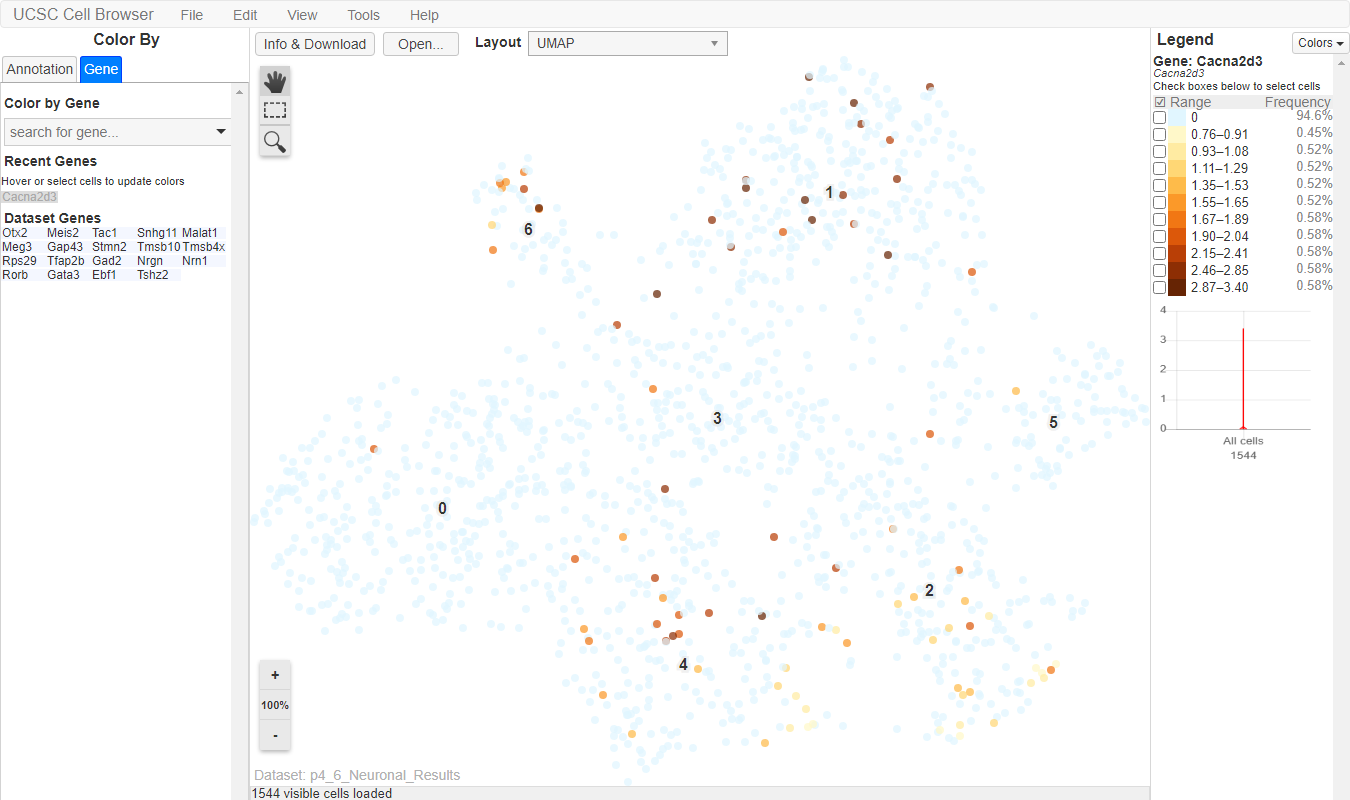 UCSC Cell Browser File Edit View Tools Help
Color By
Annotation Gene
Color by Gene
search for gene...
Recent Genes
Hover or select cells to update colors
Cacna2d3
Dataset Genes
Otx2 Meis2 Tac1 Snhg11 Malat1
Meg3 Gap43 Stmn2 Tmsb10 Tmsb4x
Rps29 Tfap2b Gad2 Nrgn Nrn1
Rorb Gata3 Ebf1 Tshz2
Info & Download Open... Layout UMAP
1
6
3
5
0
2
4
+
100%
-
Dataset: p4_6_Neuronal_Results
1544 visible cells loaded
Legend Colors
Gene: Cacna2d3
Cacna2d3
Check boxes below to select cells
Range Frequency
0 94.6%
0.76–0.91 0.45%
0.93–1.08 0.52%
1.11–1.29 0.52%
1.35–1.53 0.52%
1.55–1.65 0.52%
1.67–1.89 0.58%
1.90–2.04 0.58%
2.15–2.41 0.58%
2.46–2.85 0.58%
2.87–3.40 0.58%
4
3
2
1
0
All cells
1544